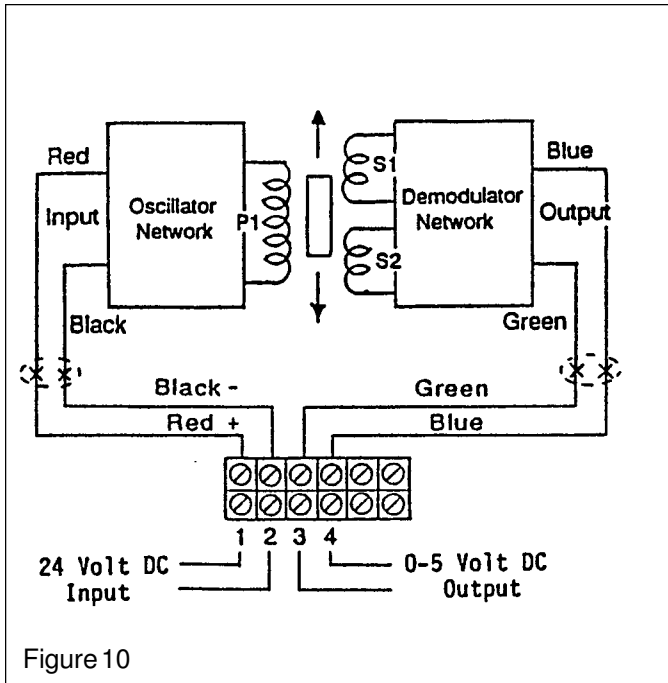 Red
Blue
Input
Oscillator
Network
P1
S1
S2
Demodulator
Network
Output
Black
Green
Black -
Green
Red +
Blue
1 2 3 4
24 Volt DC
Input
0-5 Volt DC
Output
Figure 10